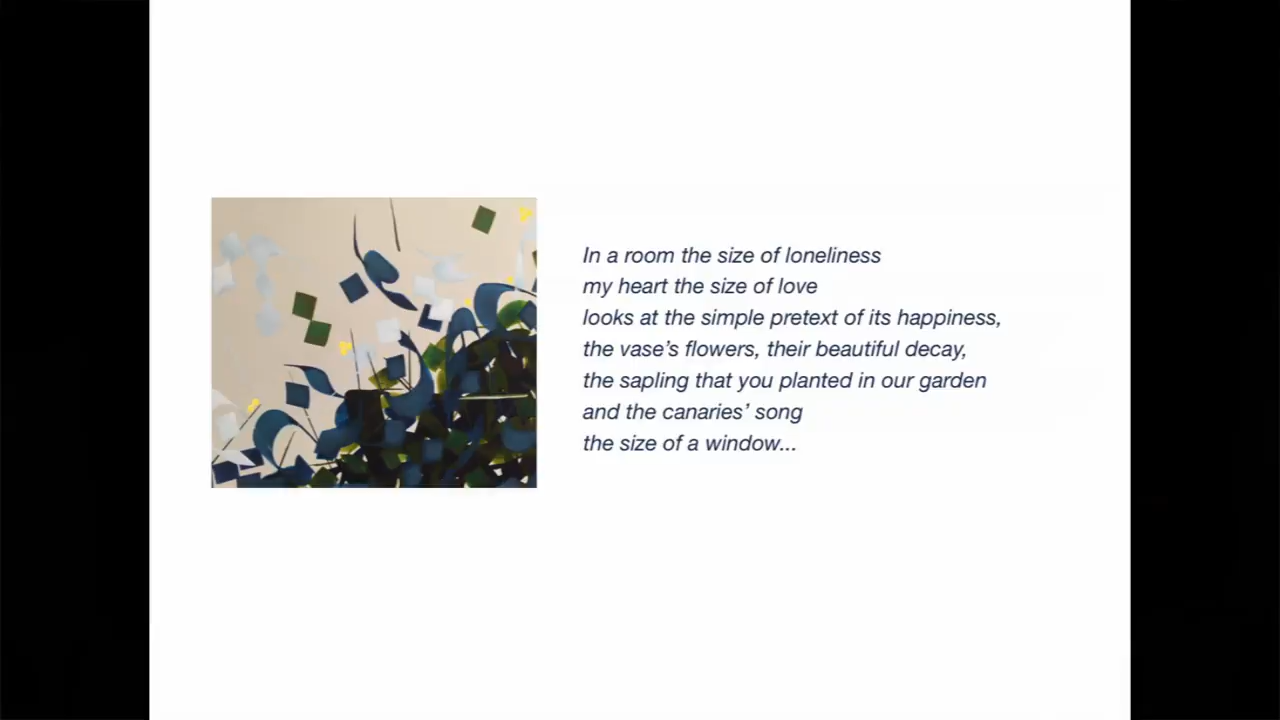 In a room the size of loneliness
my heart the size of love
looks at the simple pretext of its happiness,
the vase’s flowers, their beautiful decay,
the sapling that you planted in our garden
and the canaries’ song
the size of a window...